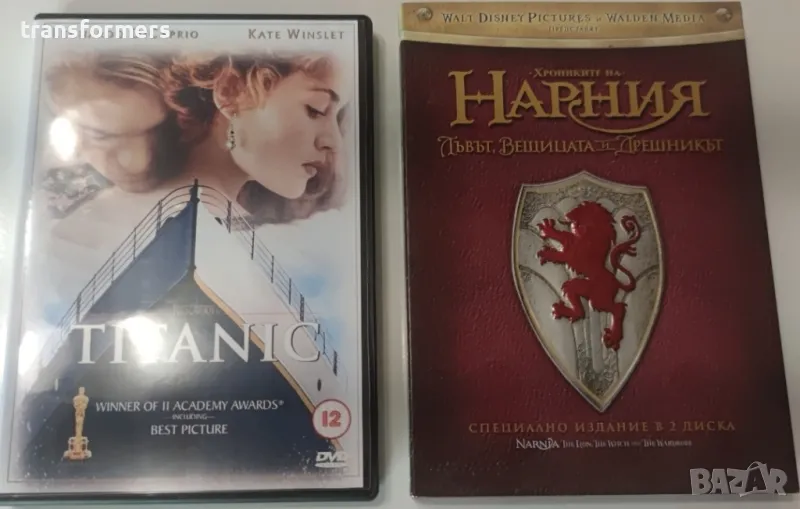 transformers
PRIO KATE WINSLET
TITANIC
WINNER OF 11 ACADEMY AWARDS®
INCLUDING
BEST PICTURE
12
DVD
WALT DISNEY PICTURES и WALDEN MEDIA
ПРЕДСТАВЯТ
ХРОНИКИТЕ НА
НАРНИЯ
ЛЪВЪТ, ВЕЩИЦАТА И ДРЕШНИКЪТ
СПЕЦИАЛНО ИЗДАНИЕ В 2 ДИСКА
NARNIA THE LION, THE WITCH AND THE WARDROBE
BAZAR